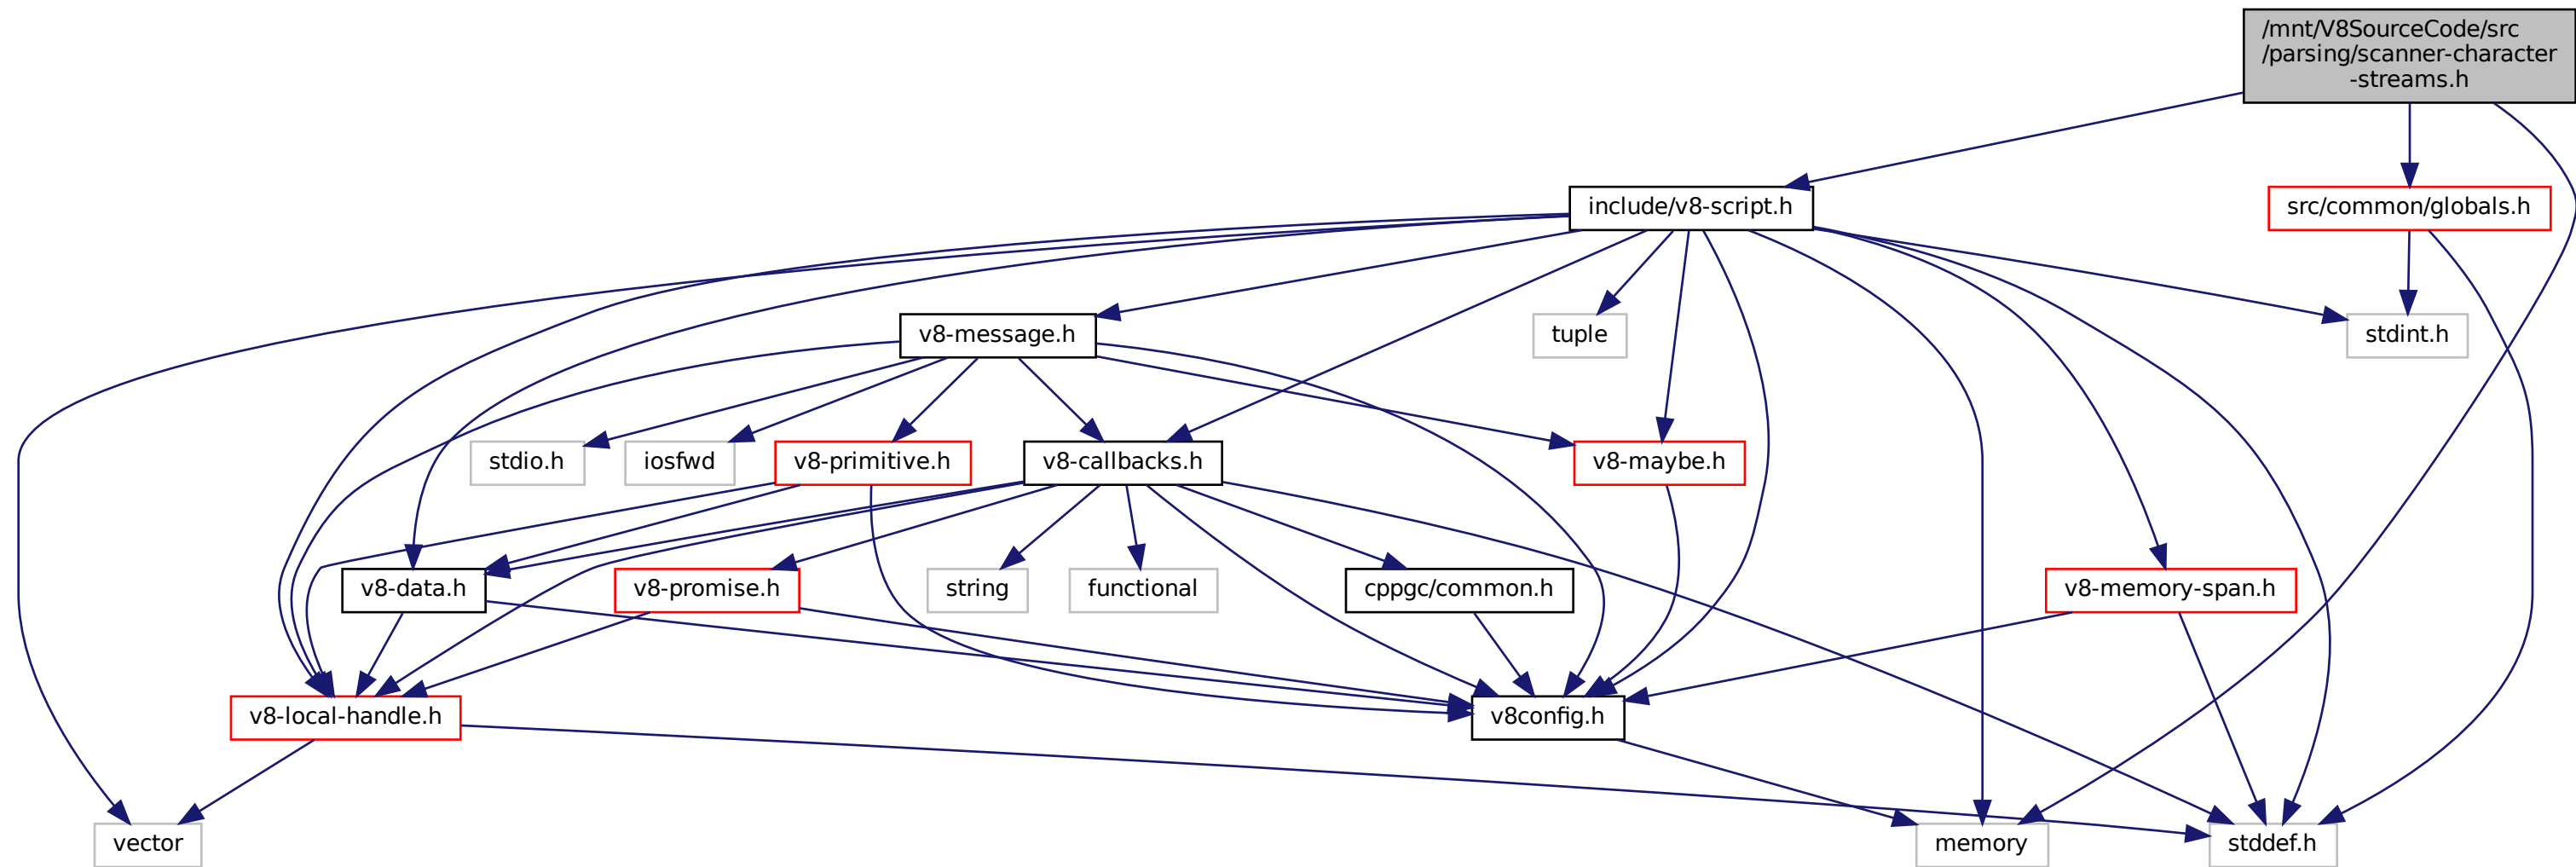 /mnt/V8SourceCode/src
/parsing/scanner-character
-streams.h
include/v8-script.h
src/common/globals.h
v8-message.h
tuple
stdint.h
stdio.h
iosfwd
v8-primitive.h
v8-callbacks.h
v8-maybe.h
v8-data.h
v8-promise.h
string
functional
cppgc/common.h
v8-memory-span.h
v8-local-handle.h
v8config.h
vector
memory
stddef.h